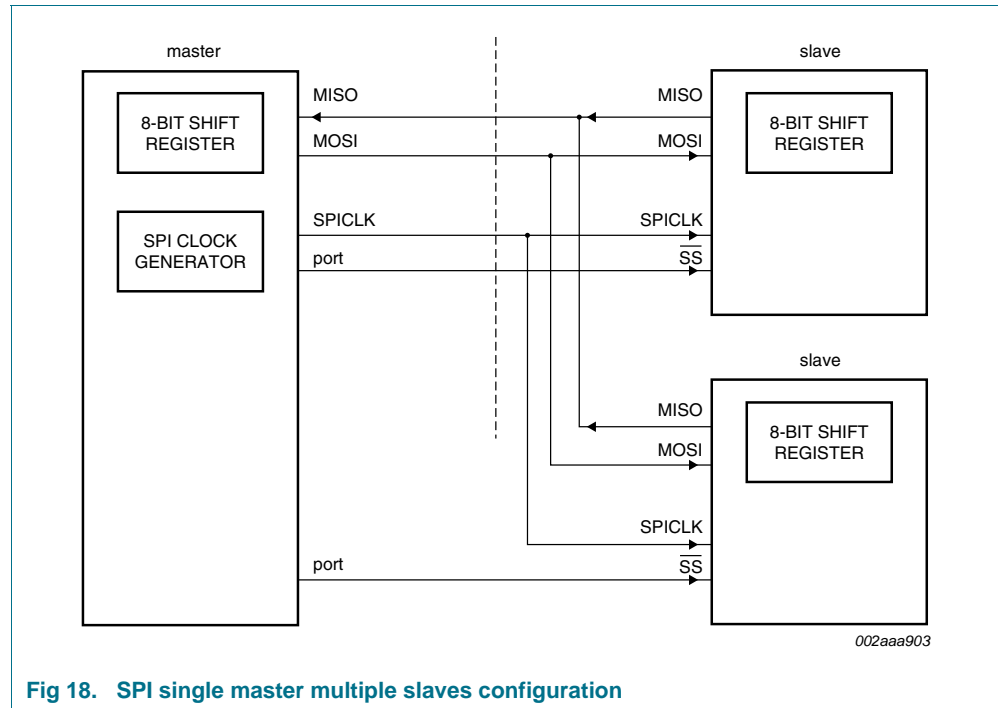 master
slave
MISO
MISO
8-BIT SHIFT
REGISTER
8-BIT SHIFT
REGISTER
MOSI
MOSI
SPICLK
SPICLK
SPI CLOCK
GENERATOR
port
SS
slave
MISO
8-BIT SHIFT
REGISTER
MOSI
SPICLK
port
SS
002aaa903
Fig 18. SPI single master multiple slaves configuration